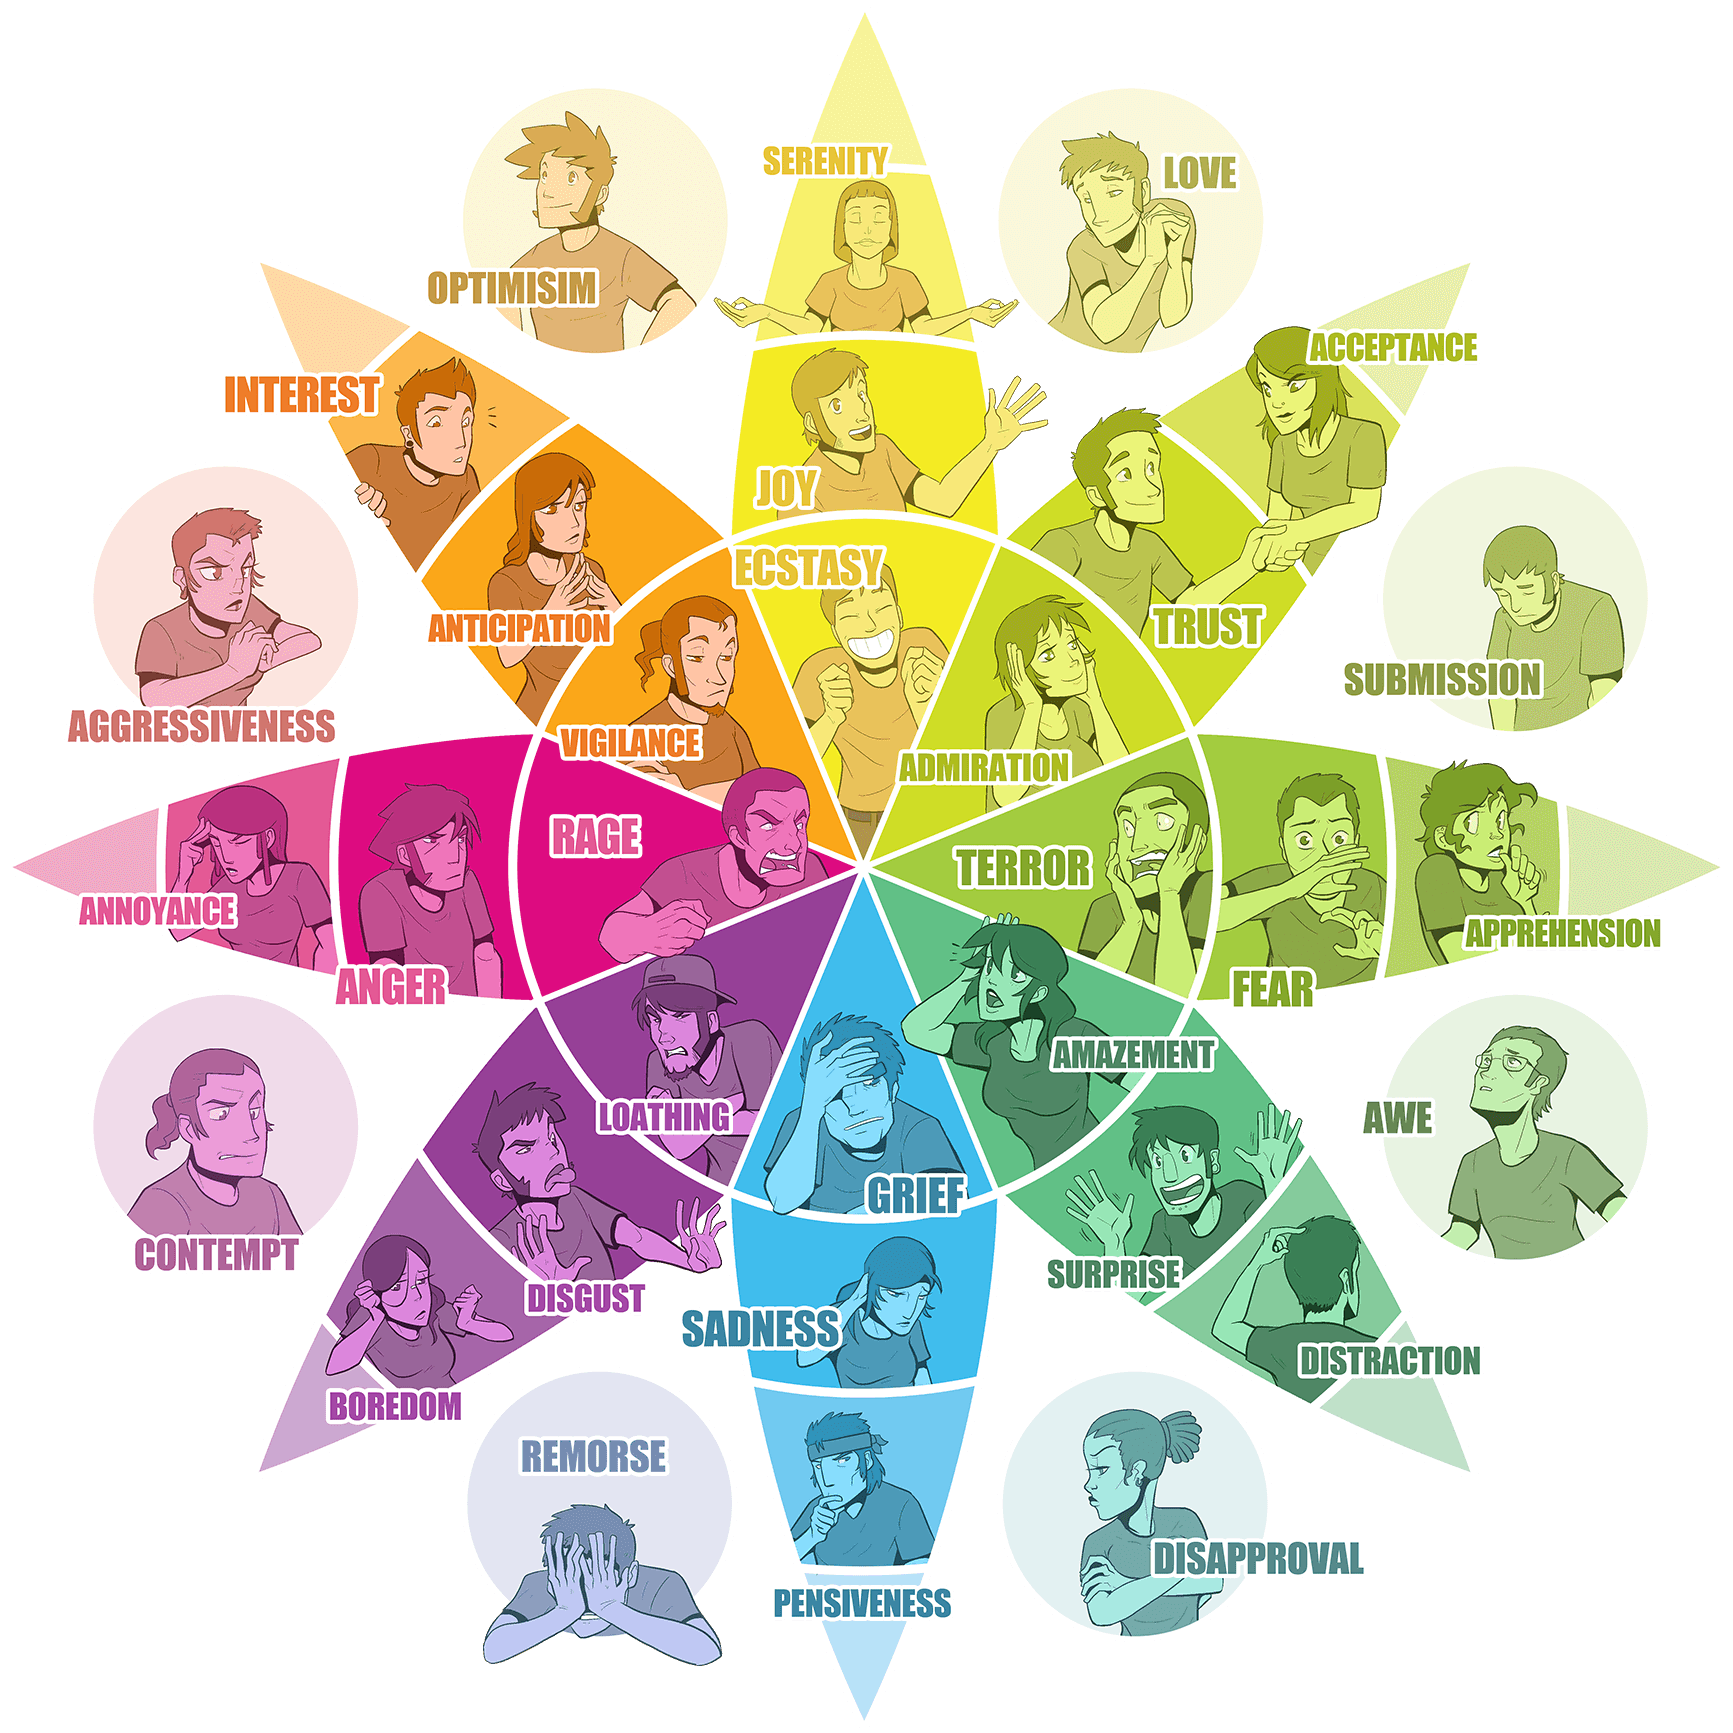 SERENITY
LOVE
OPTIMISIM
ACCEPTANCE
INTEREST
JOY
ECSTASY
ANTICIPATION
TRUST
SUBMISSION
AGGRESSIVENESS
VIGILANCE
ADMIRATION
RAGE
TERROR
ANNOYANCE
APPREHENSION
ANGER
FEAR
AMAZEMENT
LOATHING
AWE
GRIEF
CONTEMPT
SURPRISE
DISGUST
SADNESS
DISTRACTION
BOREDOM
REMORSE
DISAPPROVAL
PENSIVENESS